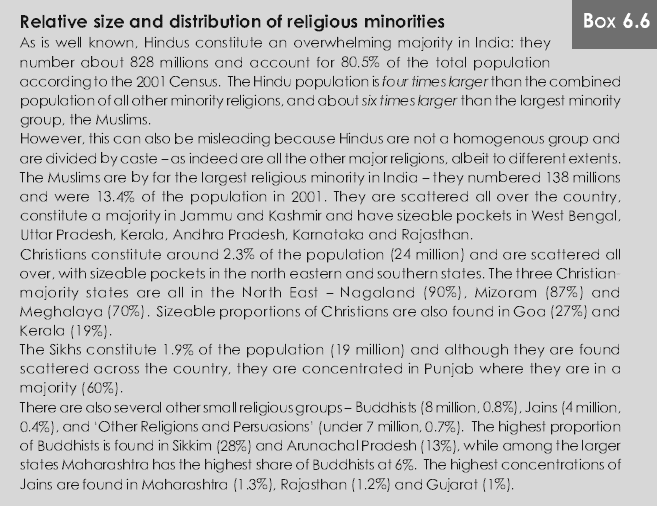 Relative size and distribution of religious minorities
Box 6.6
As is well known, Hindus constitute an overwhelming majority in India: they
number about 828 millions and account for 80.5% of the total population
according to the 2001 Census. The Hindu population is four times larger than the combined
population of all other minority religions, and about six times larger than the largest minority
group, the Muslims.
However, this can also be misleading because Hindus are not a homogenous group and
are divided by caste – as indeed are all the other major religions, albeit to different extents.
The Muslims are by far the largest religious minority in India – they numbered 138 millions
and were 13.4% of the population in 2001. They are scattered all over the country,
constitute a majority in Jammu and Kashmir and have sizeable pockets in West Bengal,
Uttar Pradesh, Kerala, Andhra Pradesh, Karnataka and Rajasthan.
Christians constitute around 2.3% of the population (24 million) and are scattered all
over, with sizeable pockets in the north eastern and southern states. The three Christian-
majority states are all in the North East – Nagaland (90%), Mizoram (87%) and
Meghalaya (70%). Sizeable proportions of Christians are also found in Goa (27%) and
Kerala (19%).
The Sikhs constitute 1.9% of the population (19 million) and although they are found
scattered across the country, they are concentrated in Punjab where they are in a
majority (60%).
There are also several other small religious groups – Buddhists (8 million, 0.8%), Jains (4 million,
0.4%), and ‘Other Religions and Persuasions’ (under 7 million, 0.7%). The highest proportion
of Buddhists is found in Sikkim (28%) and Arunachal Pradesh (13%), while among the larger
states Maharashtra has the highest share of Buddhists at 6%. The highest concentrations of
Jains are found in Maharashtra (1.3%), Rajasthan (1.2%) and Gujarat (1%).